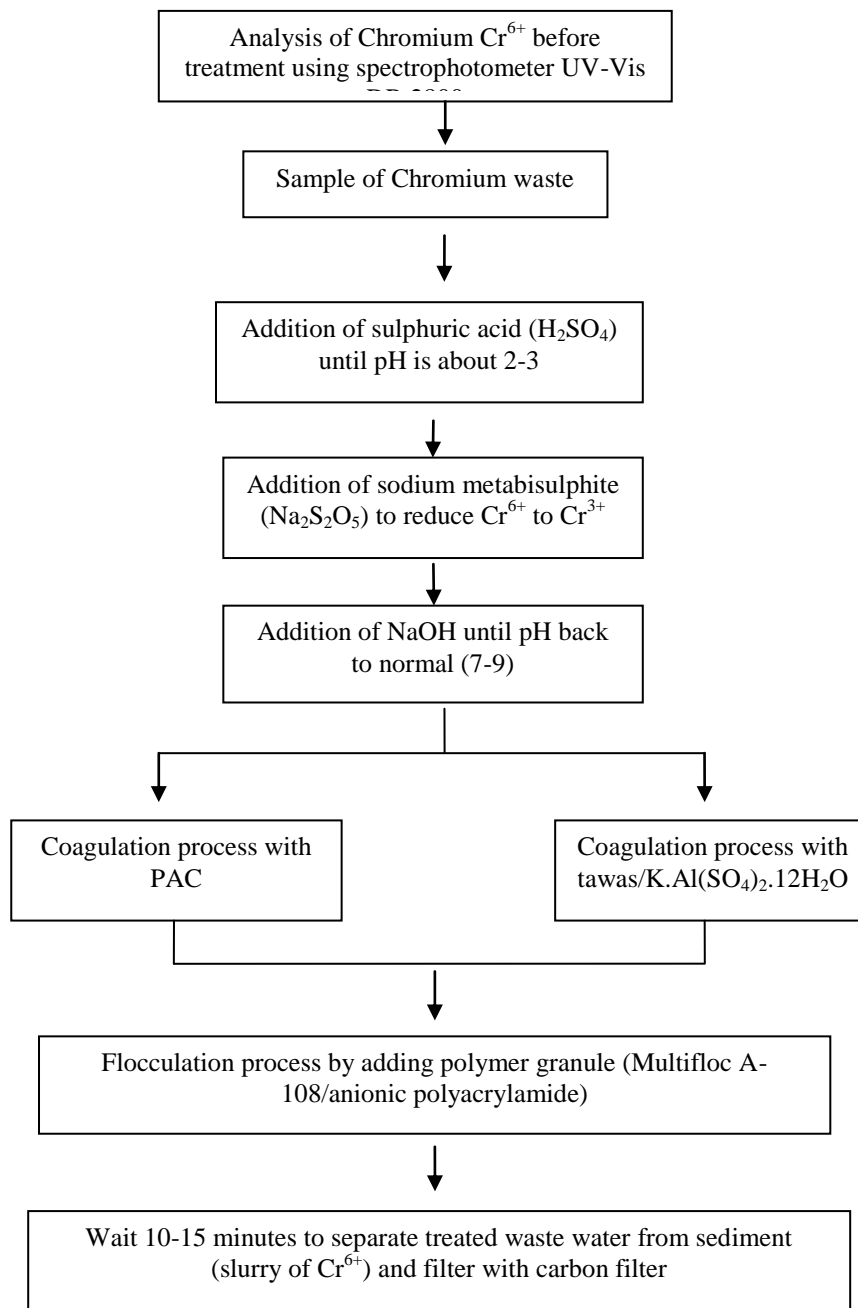 Analysis of Chromium Cr⁶⁺ before
treatment using spectrophotometer UV-Vis
Sample of Chromium waste
Addition of sulphuric acid (H₂SO₄)
until pH is about 2-3
Addition of sodium metabisulphite
(Na₂S₂O₅) to reduce Cr⁶⁺ to Cr³⁺
Addition of NaOH until pH back
to normal (7-9)
Coagulation process with
PAC
Coagulation process with
tawas/K.Al(SO₄)₂.12H₂O
Flocculation process by adding polymer granule (Multifloc A-
108/anionic polyacrylamide)
Wait 10-15 minutes to separate treated waste water from sediment
(slurry of Cr⁶⁺) and filter with carbon filter